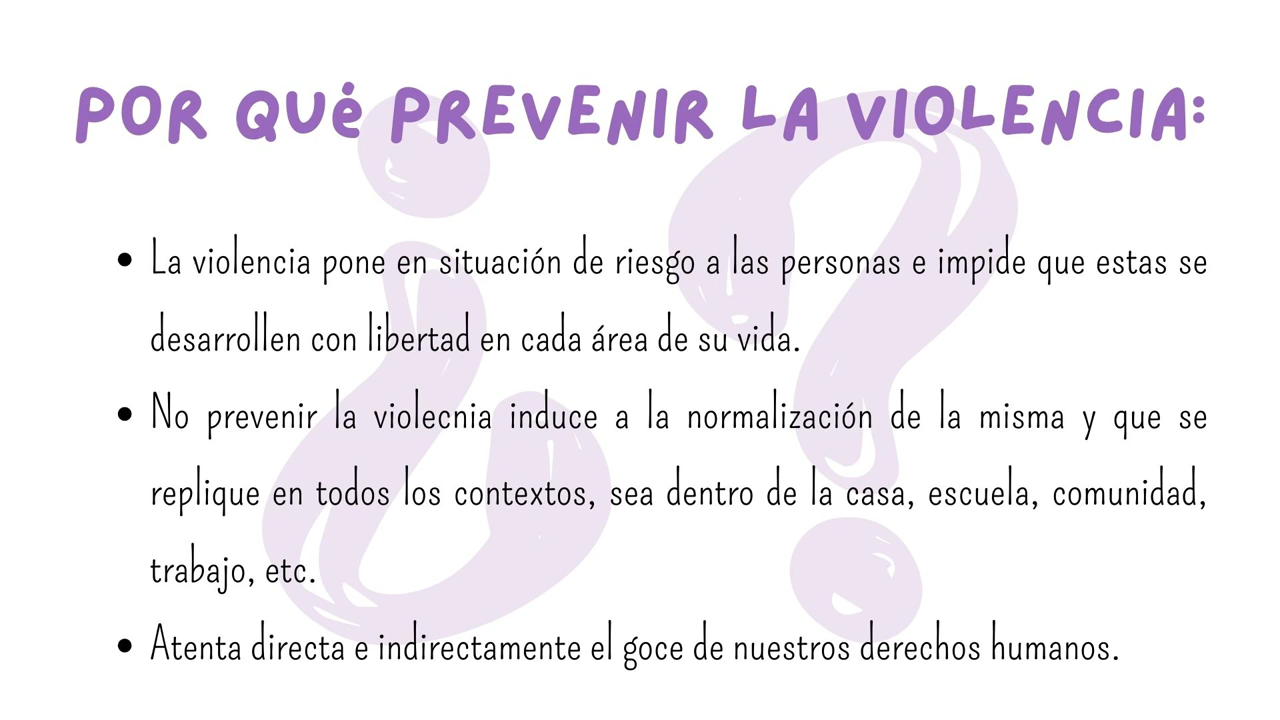 POR QUé PREVENIR LA VIOLENCIA:
• La violencia pone en situación de riesgo a las personas e impide que estas se
desarrollen con libertad en cada área de su vida.
• No prevenir la violecnia induce a la normalización de la misma y que se
replique en todos los contextos, sea dentro de la casa, escuela, comunidad,
trabajo, etc.
• Atenta directa e indirectamente el goce de nuestros derechos humanos.